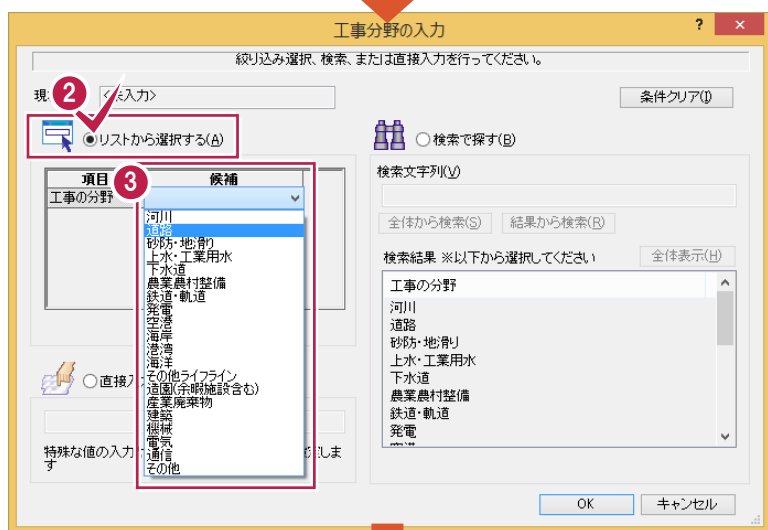 工事分野の入力
?
×
絞り込み選択、検索、または直接入力を行ってください。
現
2
入力>
条件クリア(I)
リストから選択する(A)
検索で探す(B)
3
項目
候補
工事の分野
河川
道路
砂防・地滑り
上水・工業用水
下水道
農業農村整備
鉄道・軌道
発電
空港
海岸
港湾
海洋
その他ライフライン
造園(余暇施設含む)
産業廃棄物
建築
機械
電気
通信
その他
直接
特殊な値の入力
しま
す
検索文字列(V)
全体から検索(S)
結果から検索(R)
検索結果 ※以下から選択してください
全体表示(H)
工事の分野
河川
道路
砂防・地滑り
上水・工業用水
下水道
農業農村整備
鉄道・軌道
発電
OK
キャンセル